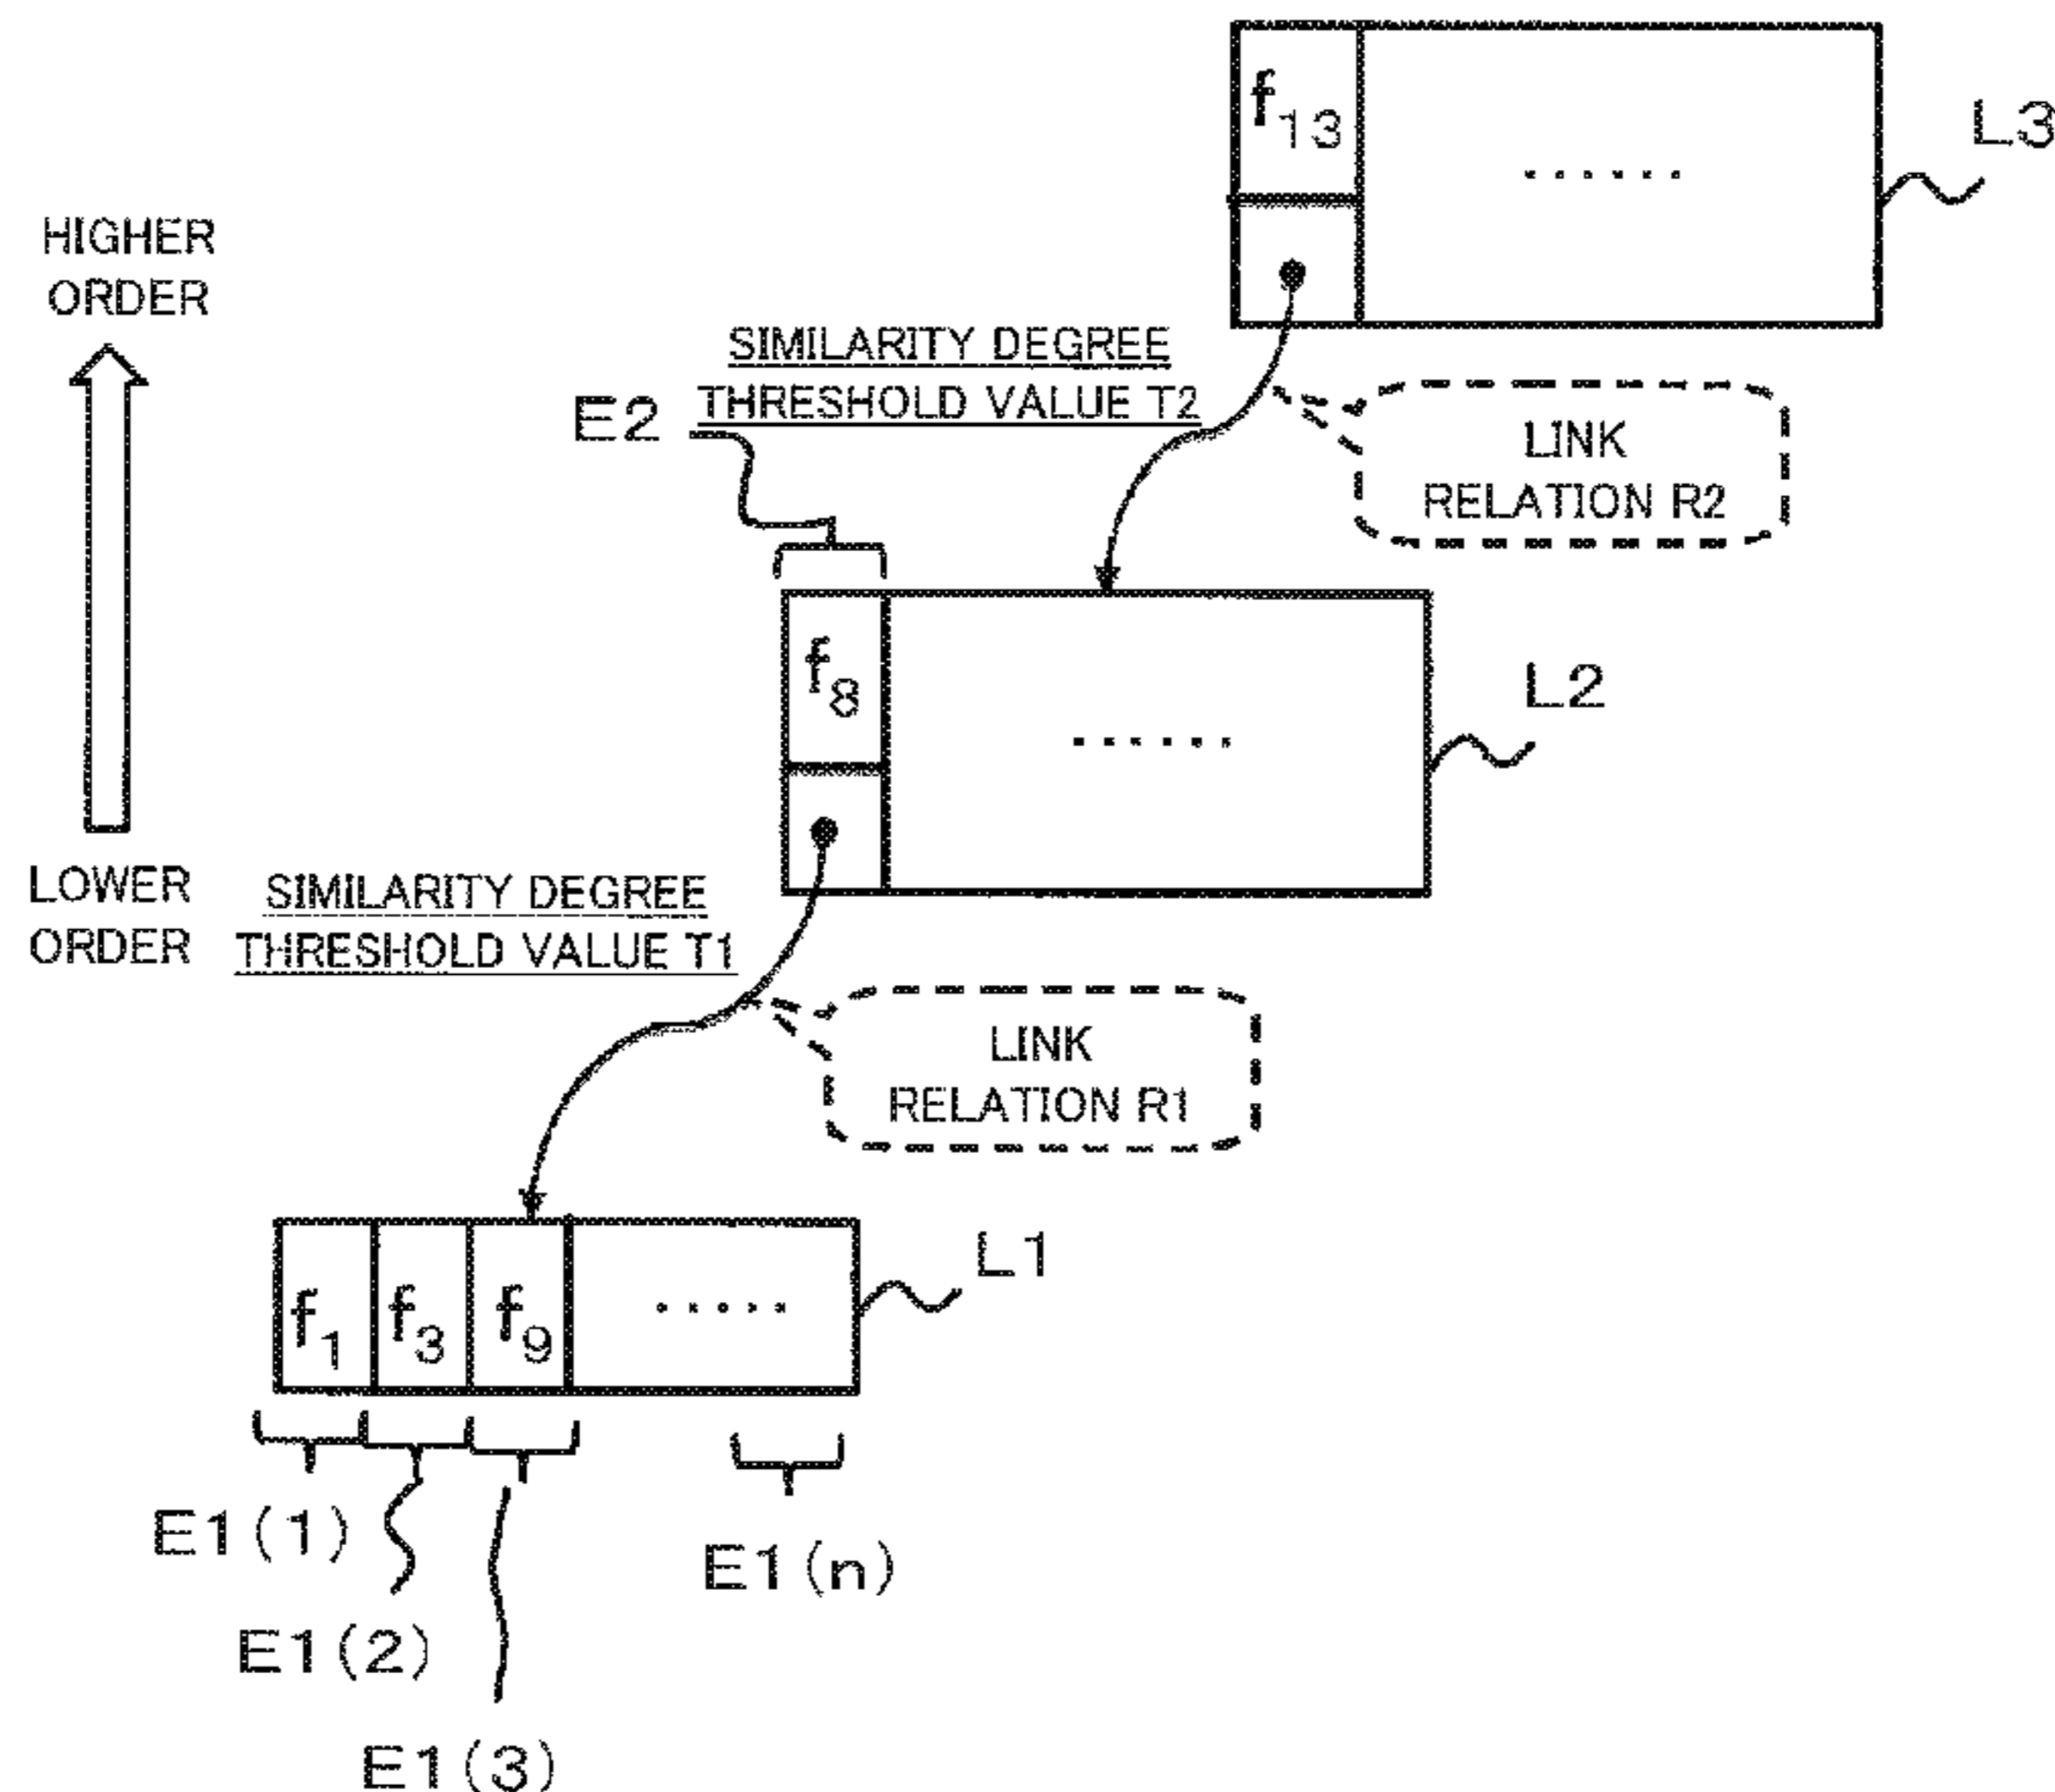 f13
L3
HIGHER
ORDER
SIMILARITY DEGREE
THRESHOLD VALUE T2
E2
LINK
RELATION R2
f8
L2
LOWER
ORDER
SIMILARITY DEGREE
THRESHOLD VALUE T1
LINK
RELATION R1
L1
f1 f3 f9
E1(1)
E1(n)
E1(2)
E1(3)